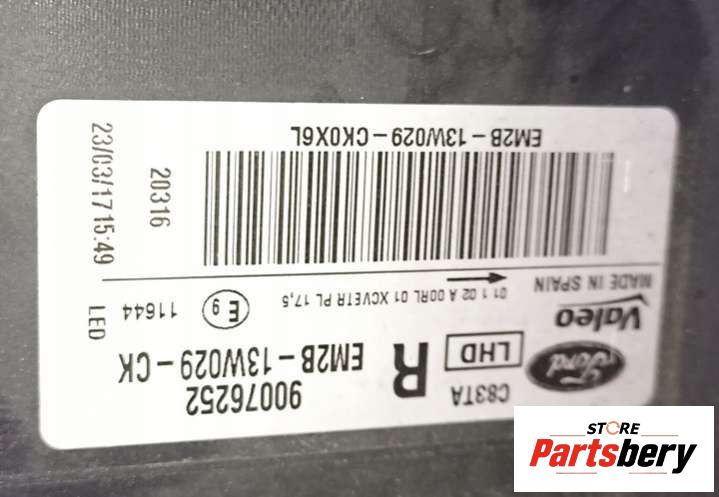 C83TA
90076252
Ford
LHD
R
EM2B-13W029-CK
Valeo
01 1 02 A 00RL 01 XCVETR PL 17,5
E9
11644
LED
MADE IN SPAIN
20316
23/03/17 15:49
EM2B-13W029-CK0X6L
STORE
Partsbery